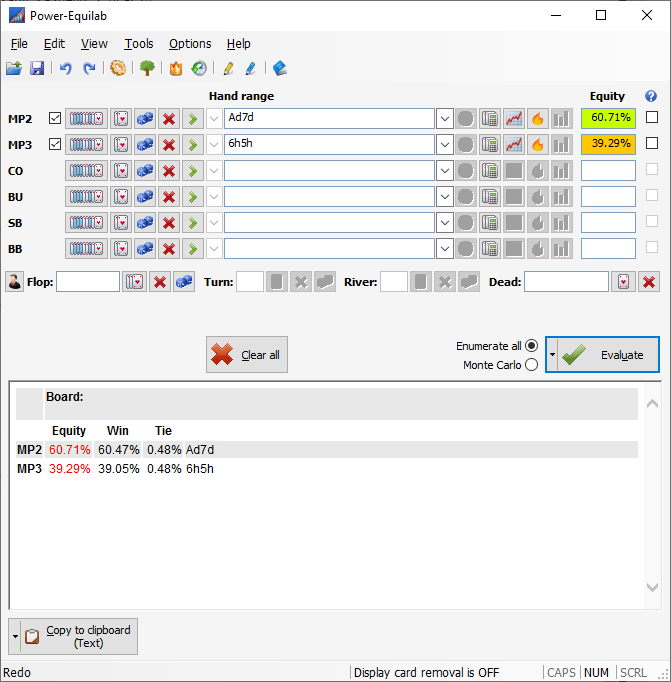 Power-Equilab
File Edit View Tools Options Help
Hand range Equity
MP2 Ad7d 60.71%
MP3 6h5h 39.29%
CO
BU
SB
BB
Flop: Turn: River: Dead:
Clear all
Enumerate all
Monte Carlo
Evaluate
Board:
Equity Win Tie
MP2 60.71% 60.47% 0.48% Ad7d
MP3 39.29% 39.05% 0.48% 6h5h
Copy to clipboard
(Text)
Redo Display card removal is OFF CAPS NUM SCRL